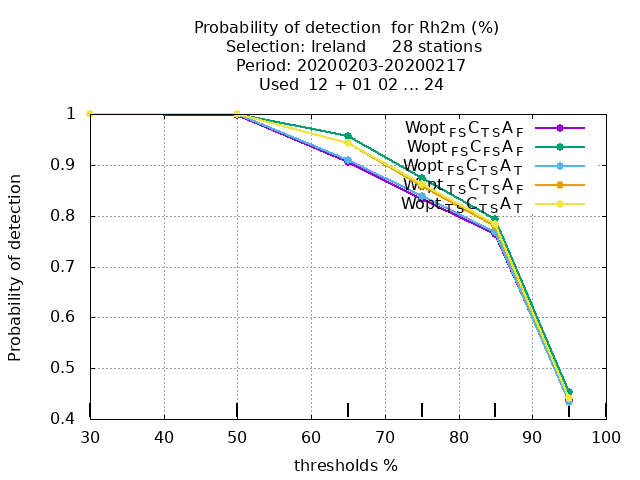 Probability of detection for Rh2m (%)
Selection: Ireland 28 stations
Period: 20200203-20200217
Used 12 + 01 02 ... 24
Probability of detection
1
0.9
0.8
0.7
0.6
0.5
0.4
Wopt FS C TS A F
Wopt FS C FS A F
Wopt FS C TS A T
Wopt TS C TS A F
Wopt TS C TS A T
30 40 50 60 70 80 90 100
thresholds %